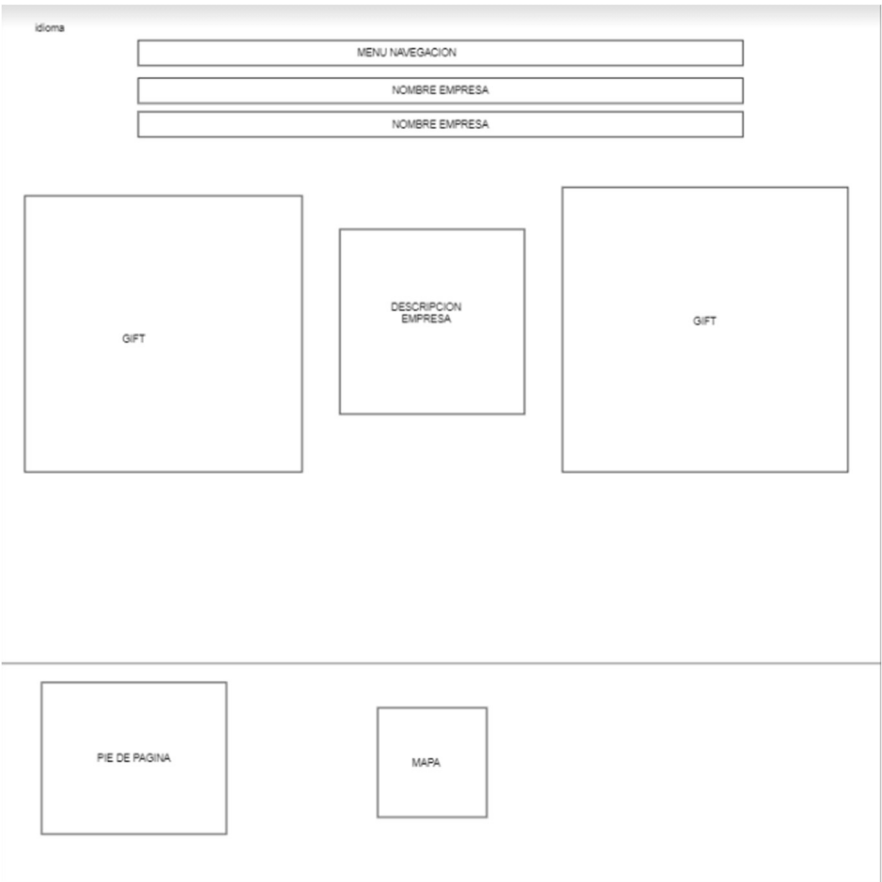 idioma
MENU NAVEGACION
NOMBRE EMPRESA
NOMBRE EMPRESA
GIFT
DESCRIPCION
EMPRESA
GIFT
PIE DE PAGINA
MAPA